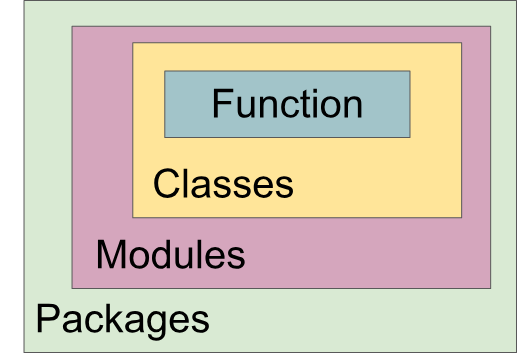 Function
Classes
Modules
Packages